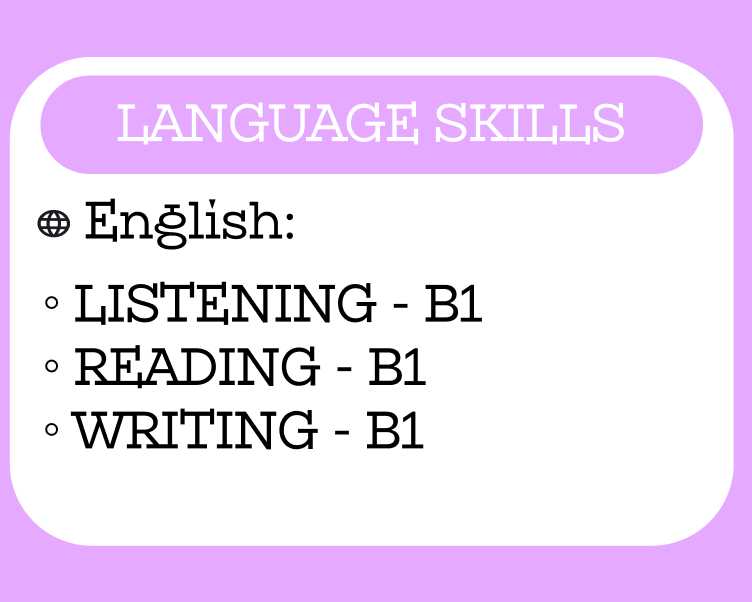 LANGUAGE SKILLS
English:
◦ LISTENING - B1
◦ READING - B1
◦ WRITING - B1